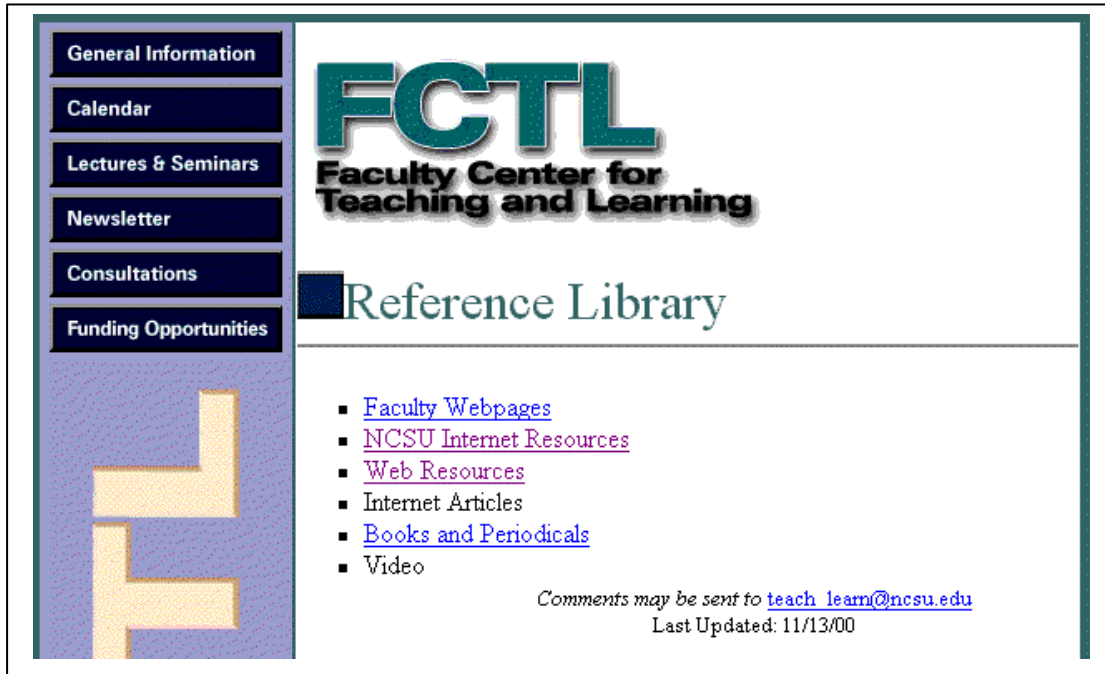 General Information
Calendar
Lectures & Seminars
Newsletter
Consultations
Funding Opportunities
FCTL
Faculty Center for
Teaching and Learning
Reference Library
Faculty Webpages
NCSU Internet Resources
Web Resources
Internet Articles
Books and Periodicals
Video
Comments may be sent to teach_learn@ncsu.edu
Last Updated: 11/13/00